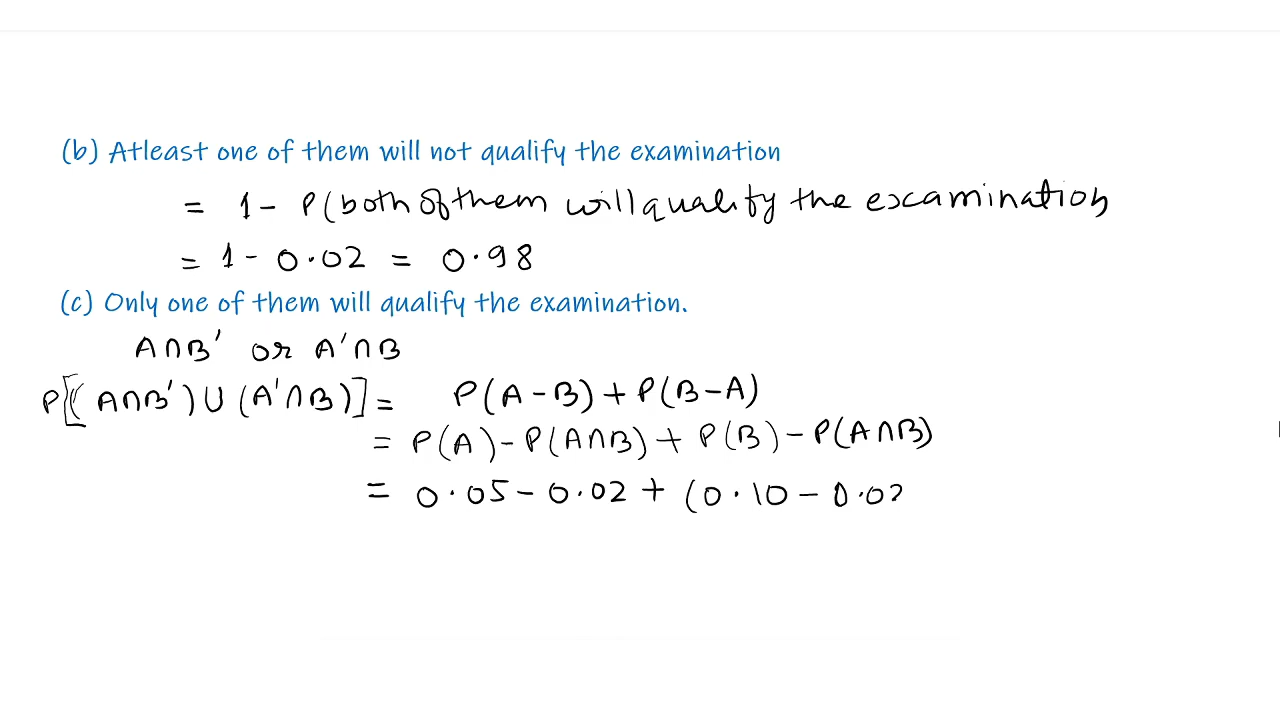 (b) Atleast one of them will not qualify the examination
= 1 - P(both of them will qualify the excamination
= 1 - 0.02 = 0.98
(c) Only one of them will qualify the examination.
A∩B' or A'∩B
P[(A∩B')∪(A'∩B)] = P(A-B)+P(B-A)
= P(A)-P(A∩B)+P(B)-P(A∩B)
= 0.05-0.02+(0.10-0.02